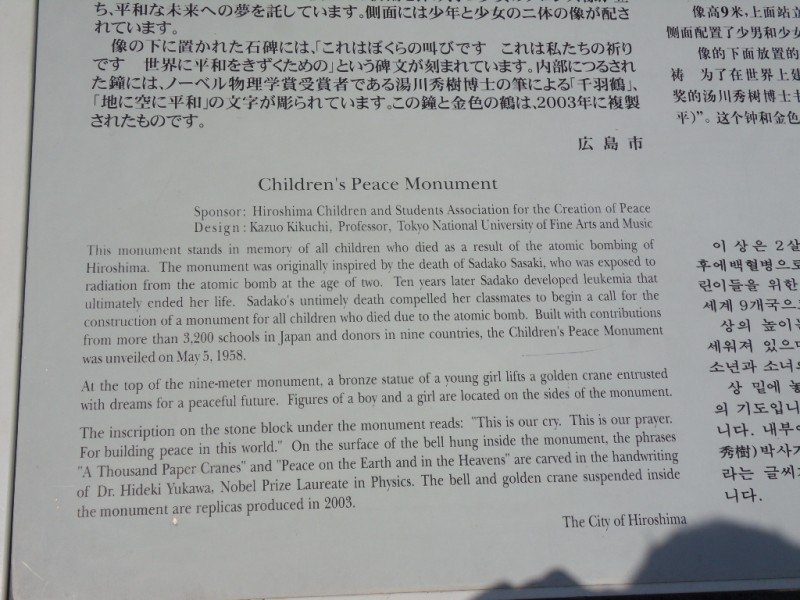 ち、平和な未来への夢を託しています。側面には少年と少女の二体の像が配さ
れています。
像の下に置かれた石碑には、「これはぼくらの叫びです　これは私たちの祈り
です　世界に平和をきずくための」という碑文が刻まれています。内部につるされ
た鐘には、ノーベル物理学賞受賞者である湯川秀樹博士の筆による「千羽鶴」、
「地に空に平和」の文字が彫られています。この鐘と金色の鶴は、2003年に複製
されたものです。
広島市
Children's Peace Monument
Sponsor: Hiroshima Children and Students Association for the Creation of Peace
Design: Kazuo Kikuchi, Professor, Tokyo National University of Fine Arts and Music
This monument stands in memory of all children who died as a result of the atomic bombing of
Hiroshima. The monument was originally inspired by the death of Sadako Sasaki, who was exposed to
radiation from the atomic bomb at the age of two. Ten years later Sadako developed leukemia that
ultimately ended her life. Sadako's untimely death compelled her classmates to begin a call for the
construction of a monument for all children who died due to the atomic bomb. Built with contributions
from more than 3,200 schools in Japan and donors in nine countries, the Children's Peace Monument
was unveiled on May 5, 1958.
At the top of the nine-meter monument, a bronze statue of a young girl lifts a golden crane entrusted
with dreams for a peaceful future. Figures of a boy and a girl are located on the sides of the monument.
The inscription on the stone block under the monument reads: "This is our cry. This is our prayer.
For building peace in this world." On the surface of the bell hung inside the monument, the phrases
"A Thousand Paper Cranes" and "Peace on the Earth and in the Heavens" are carved in the handwriting
of Dr. Hideki Yukawa, Nobel Prize Laureate in Physics. The bell and golden crane suspended inside
the monument are replicas produced in 2003.
The City of Hiroshima
像高9米,上面站立
侧面配置了少男和少女
像的下面放置的
祷　为了在世界上建
奖的汤川秀树博士书
平)”。这个钟和金色
이 상은 2살
후에백혈병으로
린이들을 위한
세계 9개국으로
상의 높이는
세워져 있으며
소년과 소녀의
상 밑에 놓
의 기도입니
니다. 내부에
秀樹)박사가
라는 글씨가
니다.